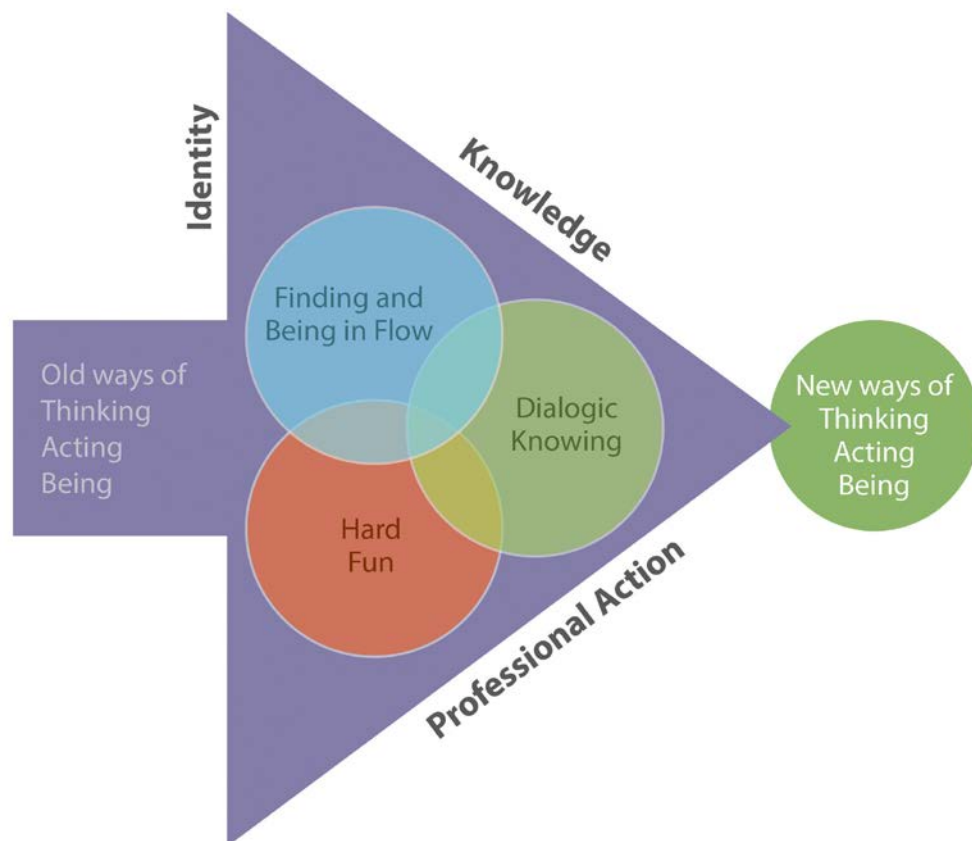 Identity
Knowledge
Finding and
Being in Flow
Old ways of
Thinking
Acting
Being
Dialogic
Knowing
New ways of
Thinking
Acting
Being
Hard
Fun
Professional Action